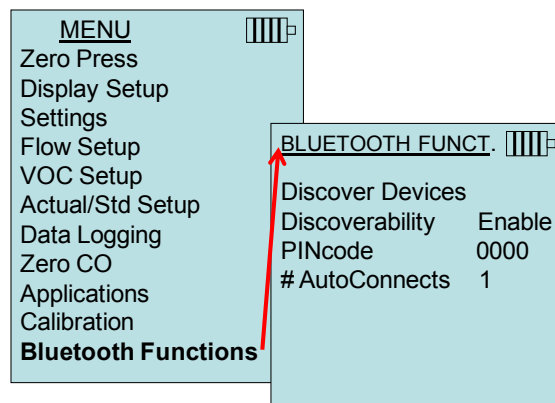 MENU
Zero Press
Display Setup
Settings
Flow Setup
VOC Setup
Actual/Std Setup
Data Logging
Zero CO
Applications
Calibration
Bluetooth Functions
BLUETOOTH FUNCT.
Discover Devices
Discoverability Enable
PINcode 0000
# AutoConnects 1